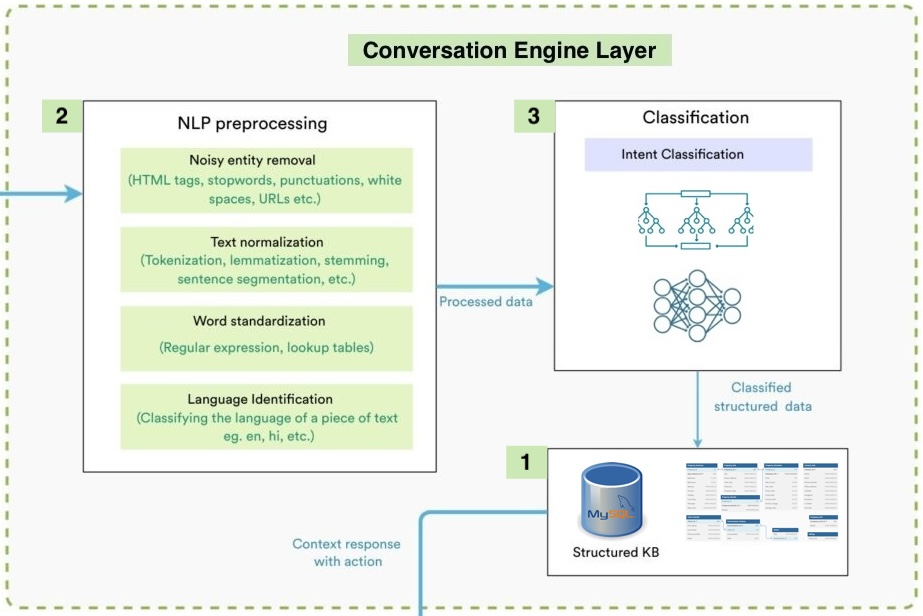 Conversation Engine Layer
2
NLP preprocessing
Noisy entity removal
(HTML tags, stopwords, punctuations, white
spaces, URLs etc.)
Text normalization
(Tokenization, lemmatization, stemming,
sentence segmentation, etc.)
Word standardization
(Regular expression, lookup tables)
Language Identification
(Classifying the language of a piece of text
eg. en, hi, etc.)
Processed data
3
Classification
Intent Classification
Classified
structured data
1
MySQL
Structured KB
Context response
with action